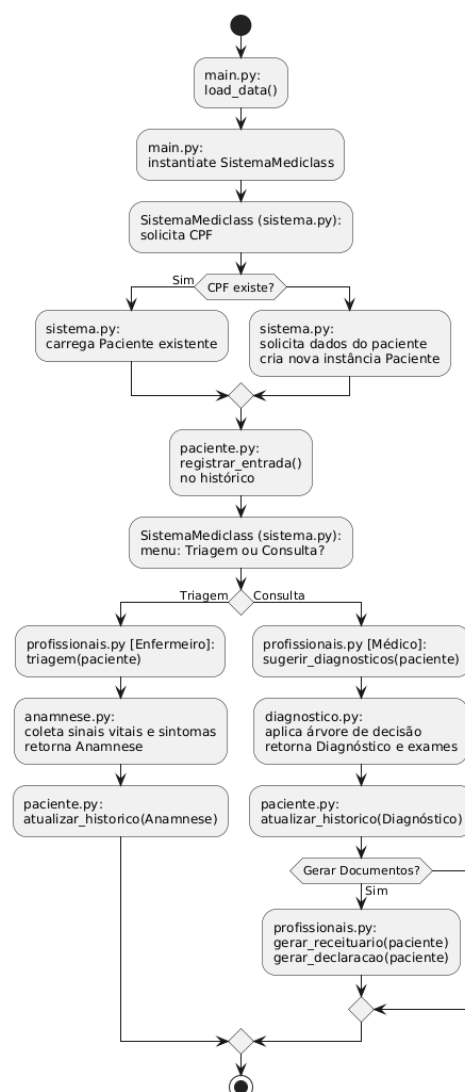 main.py:
load_data()
main.py:
instantiate SistemaMediclass
SistemaMediclass (sistema.py):
solicita CPF
Sim
CPF existe?
sistema.py:
carrega Paciente existente
sistema.py:
solicita dados do paciente
cria nova instância Paciente
paciente.py:
registrar_entrada()
no histórico
SistemaMediclass (sistema.py):
menu: Triagem ou Consulta?
Triagem
Consulta
profissionais.py [Enfermeiro]:
triagem(paciente)
profissionais.py [Médico]:
sugerir_diagnosticos(paciente)
anamnese.py:
coleta sinais vitais e sintomas
retorna Anamnese
diagnostico.py:
aplica árvore de decisão
retorna Diagnóstico e exames
paciente.py:
atualizar_historico(Anamnese)
paciente.py:
atualizar_historico(Diagnóstico)
Gerar Documentos?
Sim
profissionais.py:
gerar_receituario(paciente)
gerar_declaracao(paciente)